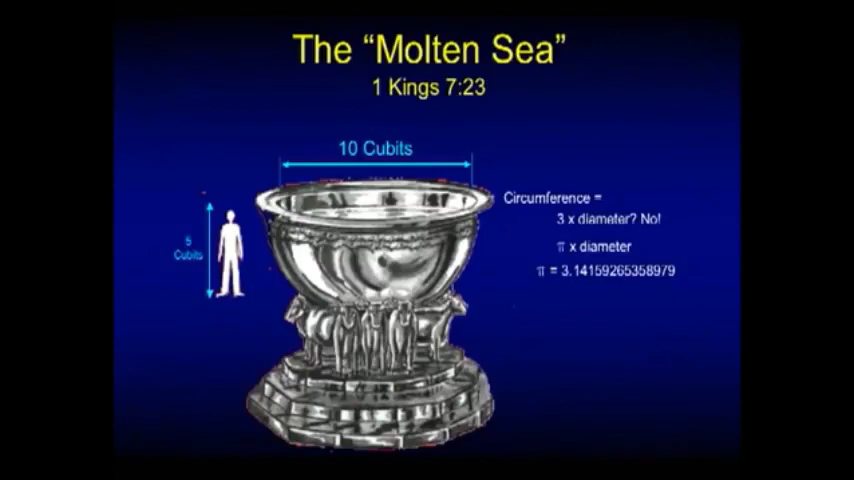 The “Molten Sea”
1 Kings 7:23
10 Cubits
5
Cubits
Circumference =
3 x diameter? No!
π x diameter
π = 3.14159265358979